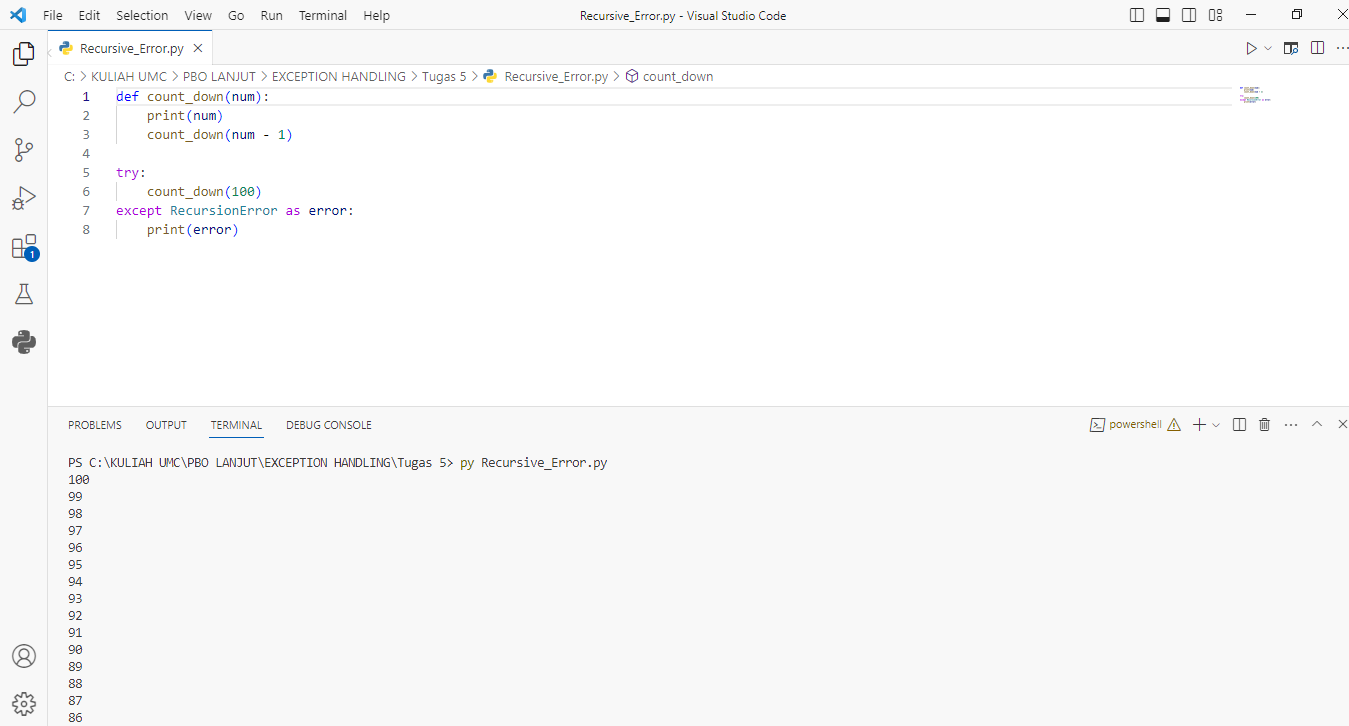 File Edit Selection View Go Run Terminal Help Recursive_Error.py - Visual Studio Code
Recursive_Error.py
C: > KULIAH UMC > PBO LANJUT > EXCEPTION HANDLING > Tugas 5 > Recursive_Error.py > count_down
1 def count_down(num):
2     print(num)
3     count_down(num - 1)
4
5 try:
6     count_down(100)
7 except RecursionError as error:
8     print(error)
1
PROBLEMS OUTPUT TERMINAL DEBUG CONSOLE powershell
PS C:\KULIAH UMC\PBO LANJUT\EXCEPTION HANDLING\Tugas 5> py Recursive_Error.py
100
99
98
97
96
95
94
93
92
91
90
89
88
87
86